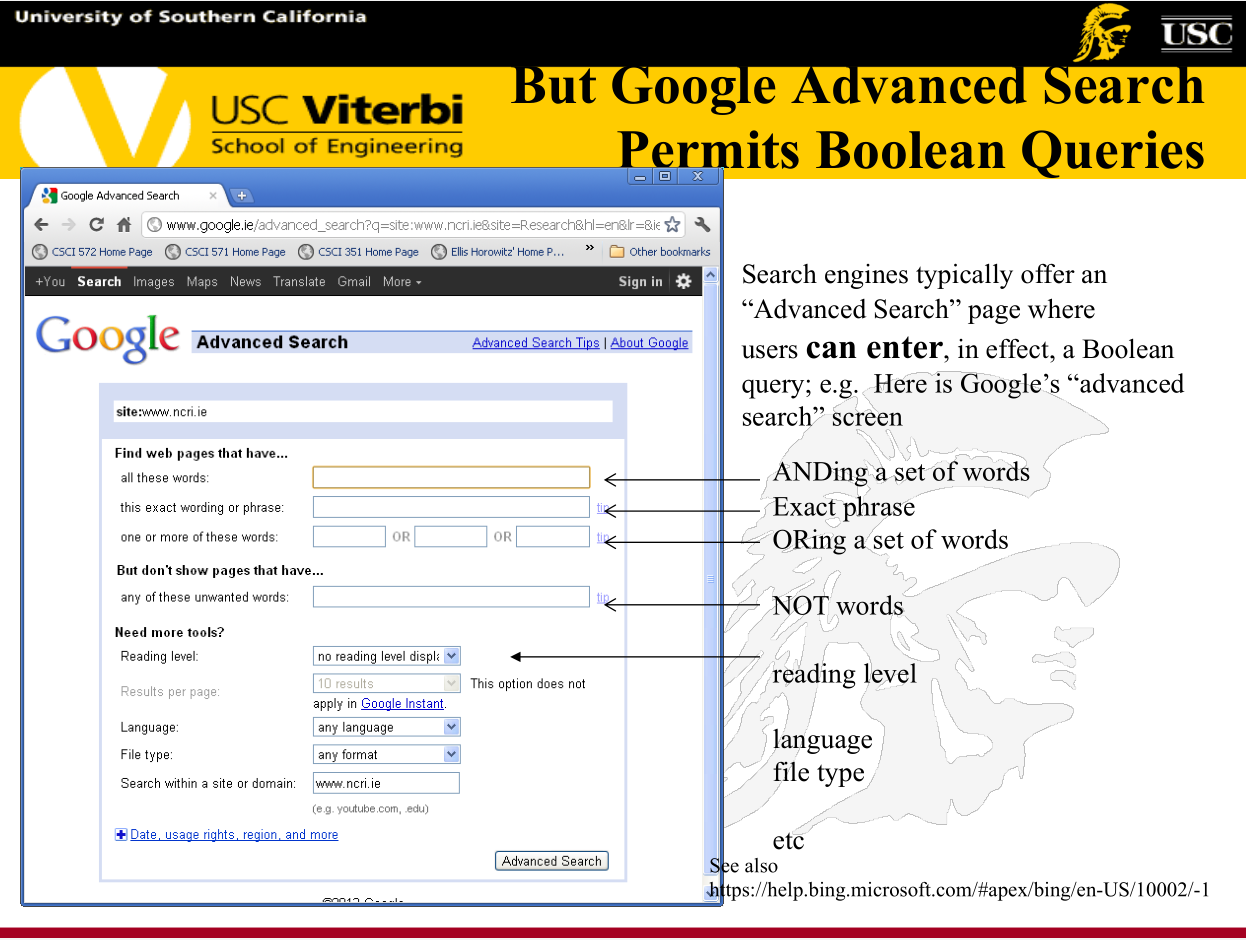 University of Southern California
USC
USC Viterbi
School of Engineering
But Google Advanced Search
Permits Boolean Queries
Google Advanced Search
www.google.ie/advanced_search?q=site:www.ncri.ie&site=Research&hl=en&lr=&ie
CSCI 572 Home Page CSCI 571 Home Page CSCI 351 Home Page Ellis Horowitz' Home P... » Other bookmarks
+You Search Images Maps News Translate Gmail More Sign in
Google Advanced Search Advanced Search Tips | About Google
site:www.ncri.ie
Find web pages that have...
all these words:
this exact wording or phrase: tip
one or more of these words: OR OR tip
But don't show pages that have...
any of these unwanted words: tip
Need more tools?
Reading level: no reading level displa
Results per page: 10 results This option does not
apply in Google Instant.
Language: any language
File type: any format
Search within a site or domain: www.ncri.ie
(e.g. youtube.com, .edu)
Date, usage rights, region, and more
Advanced Search
©2012 Google
Search engines typically offer an
“Advanced Search” page where
users can enter, in effect, a Boolean
query; e.g. Here is Google’s “advanced
search” screen
ANDing a set of words
Exact phrase
ORing a set of words
NOT words
reading level
language
file type
etc
See also
https://help.bing.microsoft.com/#apex/bing/en-US/10002/-1